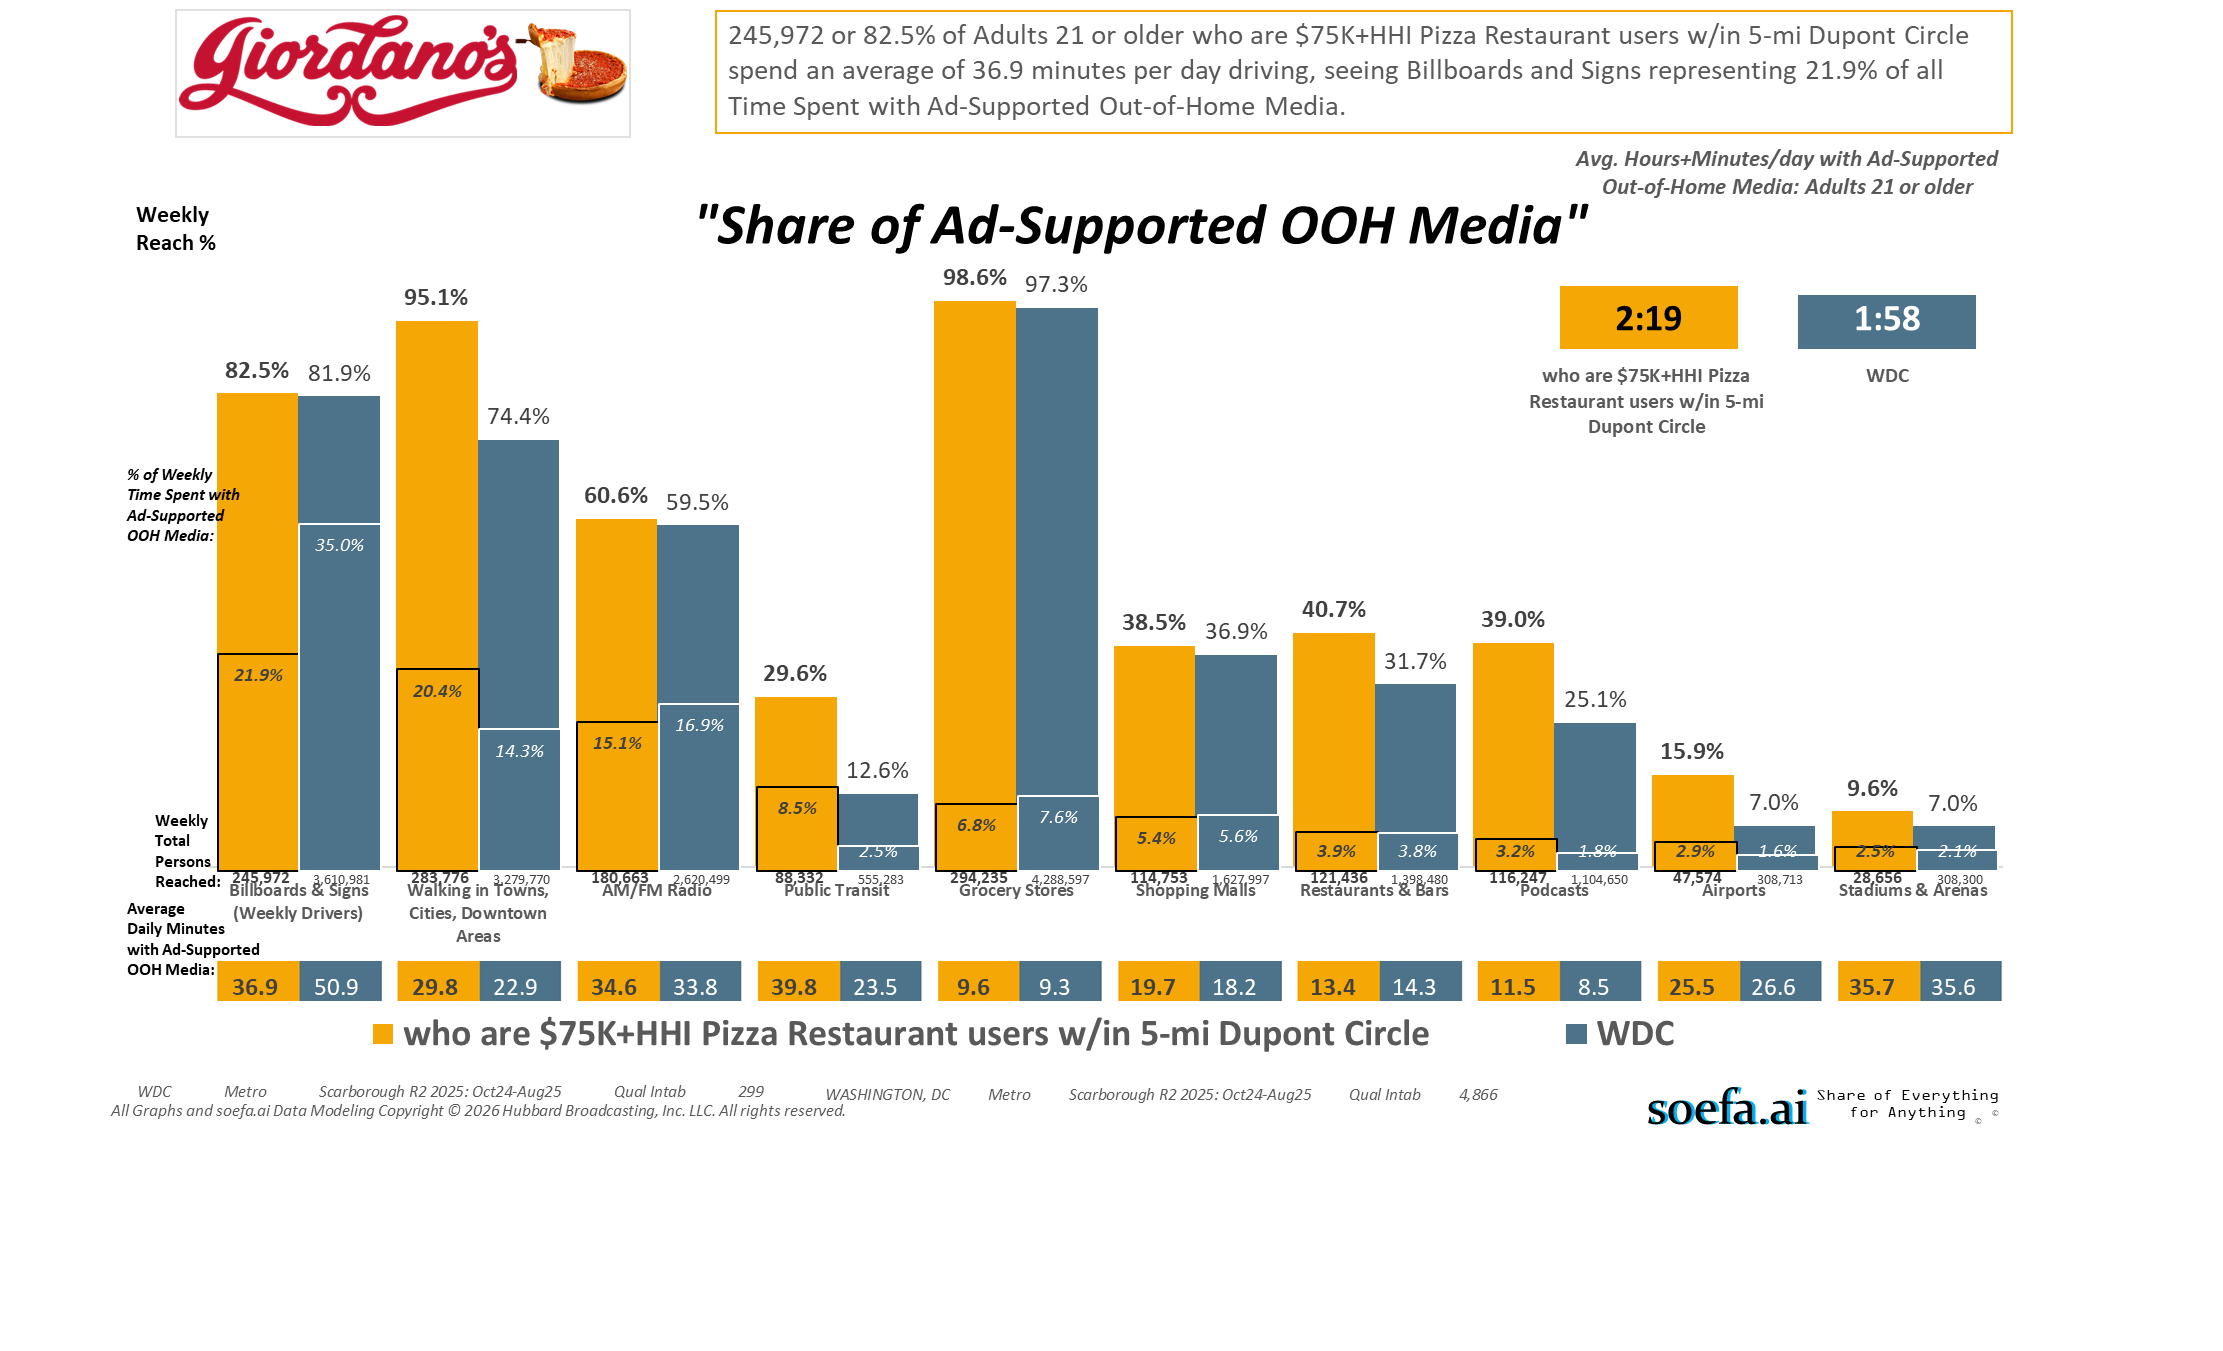 Giordano's
245,972 or 82.5% of Adults 21 or older who are $75K+HHI Pizza Restaurant users w/in 5-mi Dupont Circle
spend an average of 36.9 minutes per day driving, seeing Billboards and Signs representing 21.9% of all
Time Spent with Ad-Supported Out-of-Home Media.
Avg. Hours+Minutes/day with Ad-Supported
Out-of-Home Media: Adults 21 or older
Weekly
Reach %
"Share of Ad-Supported OOH Media"
2:19 1:58
who are $75K+HHI Pizza
Restaurant users w/in 5-mi
Dupont Circle
WDC
82.5% 81.9% 95.1% 74.4% 60.6% 59.5% 29.6% 12.6% 98.6% 97.3% 38.5% 36.9% 40.7% 31.7% 39.0% 25.1% 15.9% 7.0% 9.6% 7.0%
% of Weekly
Time Spent with
Ad-Supported
OOH Media:
21.9% 35.0% 20.4% 14.3% 15.1% 16.9% 8.5% 2.5% 6.8% 7.6% 5.4% 5.6% 3.9% 3.8% 3.2% 1.8% 2.9% 1.6% 2.5% 2.1%
Weekly
Total
Persons
Reached:
245,972 3,610,981 283,776 3,279,770 180,663 2,620,499 88,332 555,283 294,235 4,288,597 114,753 1,627,997 121,436 1,398,480 116,247 1,104,650 47,574 308,713 28,656 308,300
Billboards & Signs
(Weekly Drivers)
Walking in Towns,
Cities, Downtown
Areas
AM/FM Radio
Public Transit
Grocery Stores
Shopping Malls
Restaurants & Bars
Podcasts
Airports
Stadiums & Arenas
Average
Daily Minutes
with Ad-Supported
OOH Media:
36.9 50.9 29.8 22.9 34.6 33.8 39.8 23.5 9.6 9.3 19.7 18.2 13.4 14.3 11.5 8.5 25.5 26.6 35.7 35.6
who are $75K+HHI Pizza Restaurant users w/in 5-mi Dupont Circle WDC
WDC Metro Scarborough R2 2025: Oct24-Aug25 Qual Intab 299 WASHINGTON, DC Metro Scarborough R2 2025: Oct24-Aug25 Qual Intab 4,866
All Graphs and soefa.ai Data Modeling Copyright © 2026 Hubbard Broadcasting, Inc. LLC. All rights reserved.
soefa.ai
Share of Everything
for Anything © ©